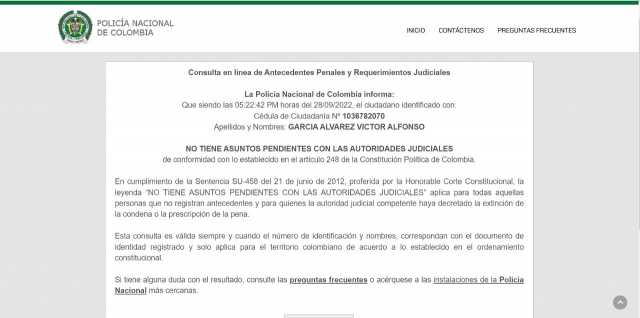 POLICÍA NACIONAL
DE COLOMBIA
INICIO CONTÁCTENOS PREGUNTAS FRECUENTES
Consulta en línea de Antecedentes Penales y Requerimientos Judiciales
La Policía Nacional de Colombia informa:
Que siendo las 05:22:42 PM horas del 28/09/2022, el ciudadano identificado con:
Cédula de Ciudadanía Nº 1036782070
Apellidos y Nombres: GARCIA ALVAREZ VICTOR ALFONSO
NO TIENE ASUNTOS PENDIENTES CON LAS AUTORIDADES JUDICIALES
de conformidad con lo establecido en el artículo 248 de la Constitución Política de Colombia.
En cumplimiento de la Sentencia SU-458 del 21 de junio de 2012, proferida por la Honorable Corte Constitucional, la
leyenda “NO TIENE ASUNTOS PENDIENTES CON LAS AUTORIDADES JUDICIALES” aplica para todas aquellas
personas que no registran antecedentes y para quienes la autoridad judicial competente haya decretado la extinción de
la condena o la prescripción de la pena.
Esta consulta es válida siempre y cuando el número de identificación y nombres, correspondan con el documento de
identidad registrado y solo aplica para el territorio colombiano de acuerdo a lo establecido en el ordenamiento
constitucional.
Si tiene alguna duda con el resultado, consulte las preguntas frecuentes o acérquese a las instalaciones de la Policía
Nacional más cercanas.